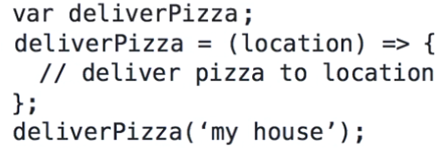 var deliverPizza;
deliverPizza = (location) => {
  // deliver pizza to location
};
deliverPizza(‘my house’);